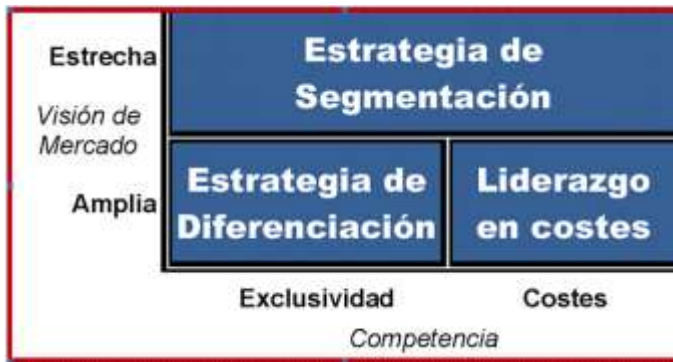 Estrecha
Estrategia de
Segmentación
Visión de
Mercado
Amplia
Estrategia de
Diferenciación
Liderazgo
en costes
Exclusividad
Costes
Competencia